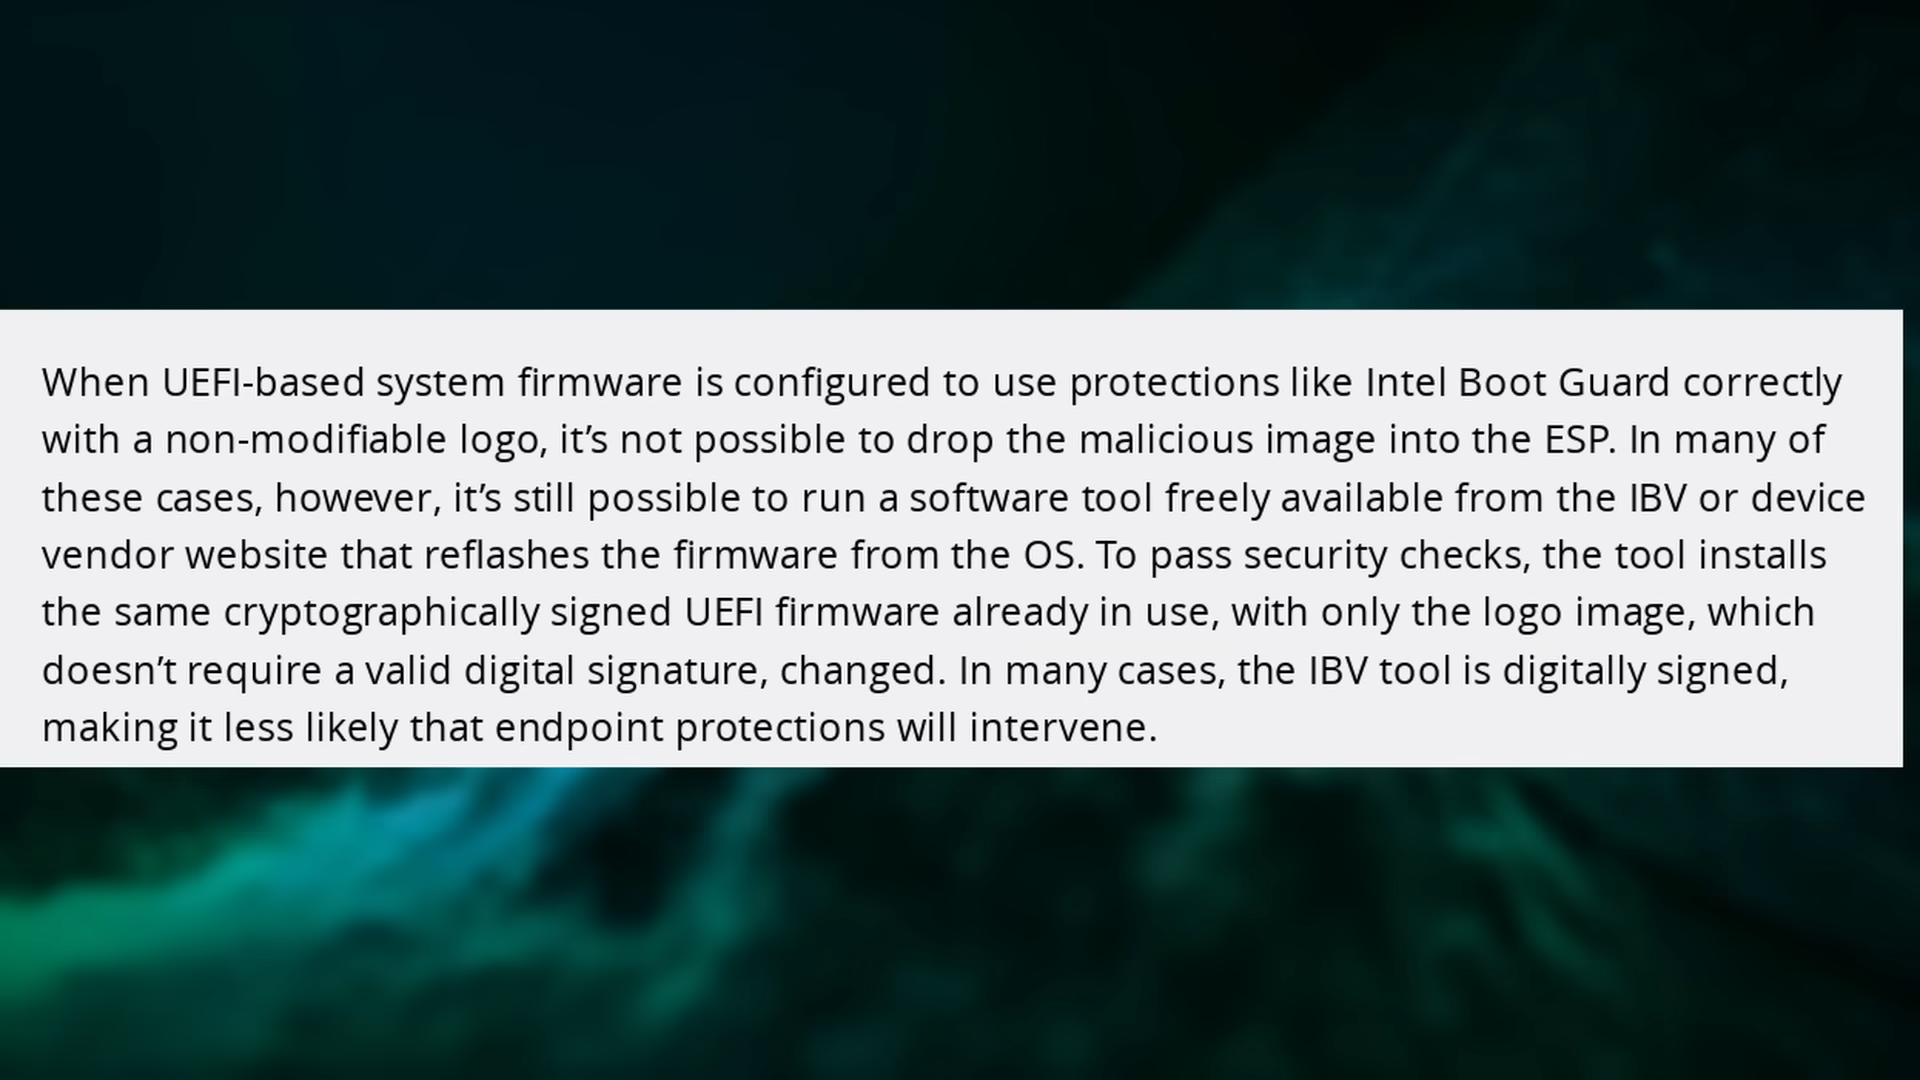 When UEFI-based system firmware is configured to use protections like Intel Boot Guard correctly
with a non-modifiable logo, it’s not possible to drop the malicious image into the ESP. In many of
these cases, however, it’s still possible to run a software tool freely available from the IBV or device
vendor website that reflashes the firmware from the OS. To pass security checks, the tool installs
the same cryptographically signed UEFI firmware already in use, with only the logo image, which
doesn’t require a valid digital signature, changed. In many cases, the IBV tool is digitally signed,
making it less likely that endpoint protections will intervene.